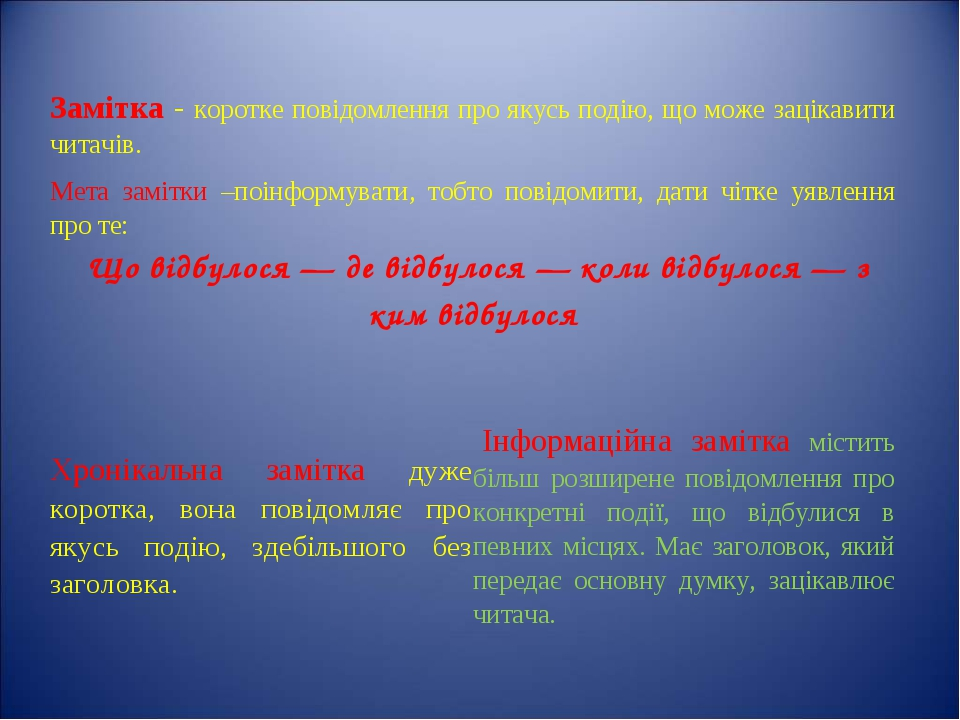 Замітка - коротке повідомлення про якусь подію, що може зацікавити
читачів.
Мета замітки –поінформувати, тобто повідомити, дати чітке уявлення
про те:
Що відбулося — де відбулося — коли відбулося — з
ким відбулося
Хронікальна замітка дуже
коротка, вона повідомляє про
якусь подію, здебільшого без
заголовка.
Інформаційна замітка містить
більш розширене повідомлення про
конкретні події, що відбулися в
певних місцях. Має заголовок, який
передає основну думку, зацікавлює
читача.